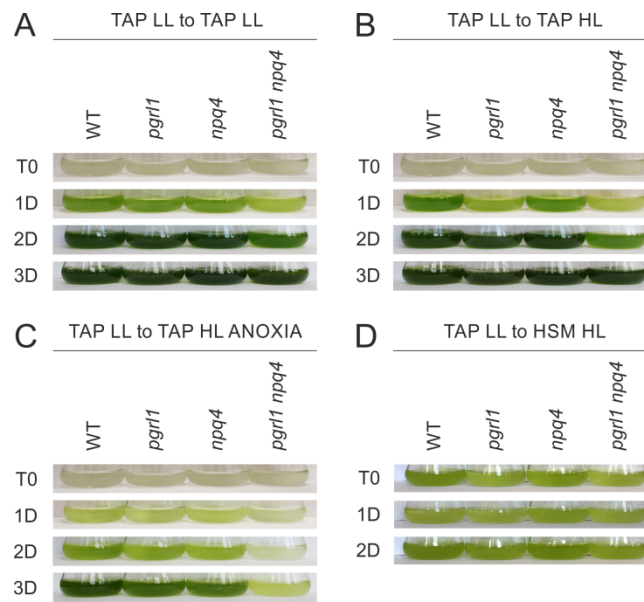 A
TAP LL to TAP LL
WT
pgrl1
npq4
pgrl1 npq4
T0
1D
2D
3D
B
TAP LL to TAP HL
WT
pgrl1
npq4
pgrl1 npq4
T0
1D
2D
3D
C
TAP LL to TAP HL ANOXIA
WT
pgrl1
npq4
pgrl1 npq4
T0
1D
2D
3D
D
TAP LL to HSM HL
WT
pgrl1
npq4
pgrl1 npq4
T0
1D
2D